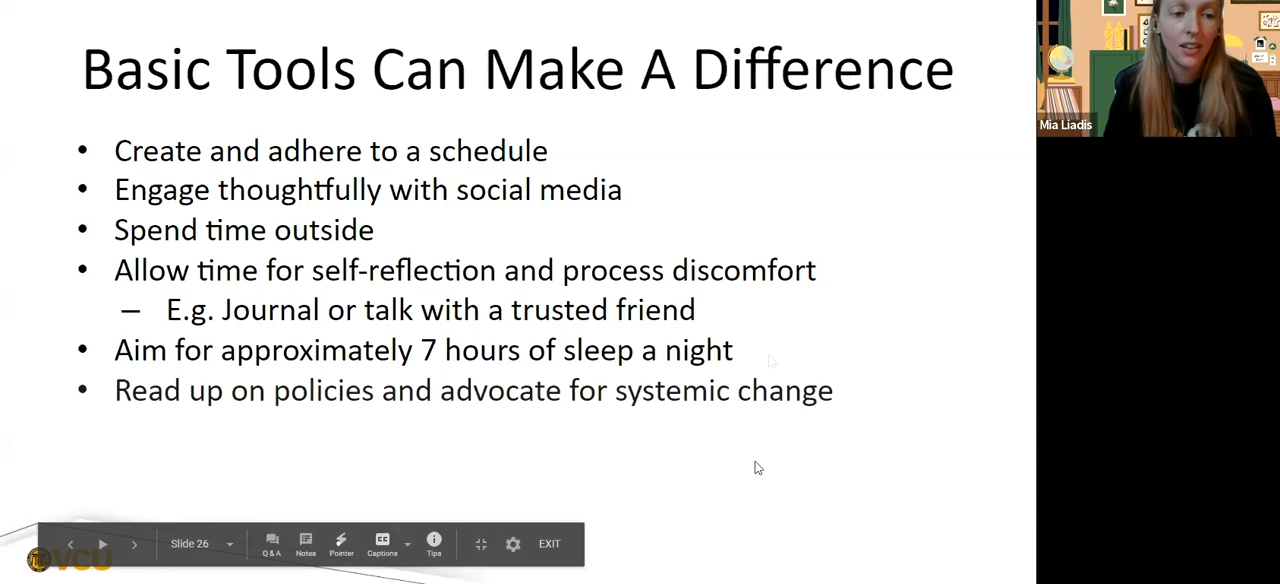 Basic Tools Can Make A Difference
• Create and adhere to a schedule
• Engage thoughtfully with social media
• Spend time outside
• Allow time for self-reflection and process discomfort
– E.g. Journal or talk with a trusted friend
• Aim for approximately 7 hours of sleep a night
• Read up on policies and advocate for systemic change
Mia Liadis
Slide 26
Q & A
Notes
Pointer
Captions
Tips
EXIT
VCU